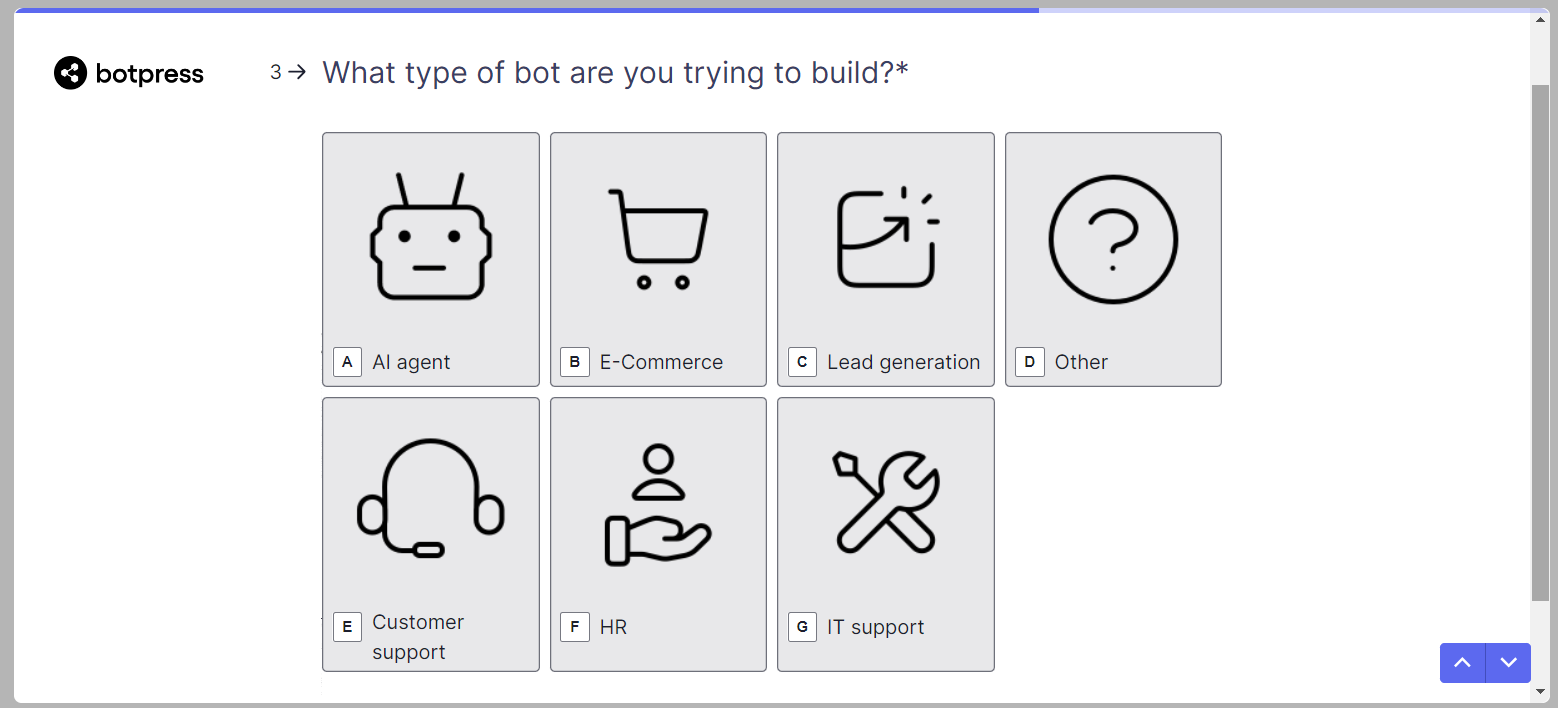 botpress
3→ What type of bot are you trying to build?*
A AI agent
B E-Commerce
C Lead generation
D Other
E Customer
support
F HR
G IT support